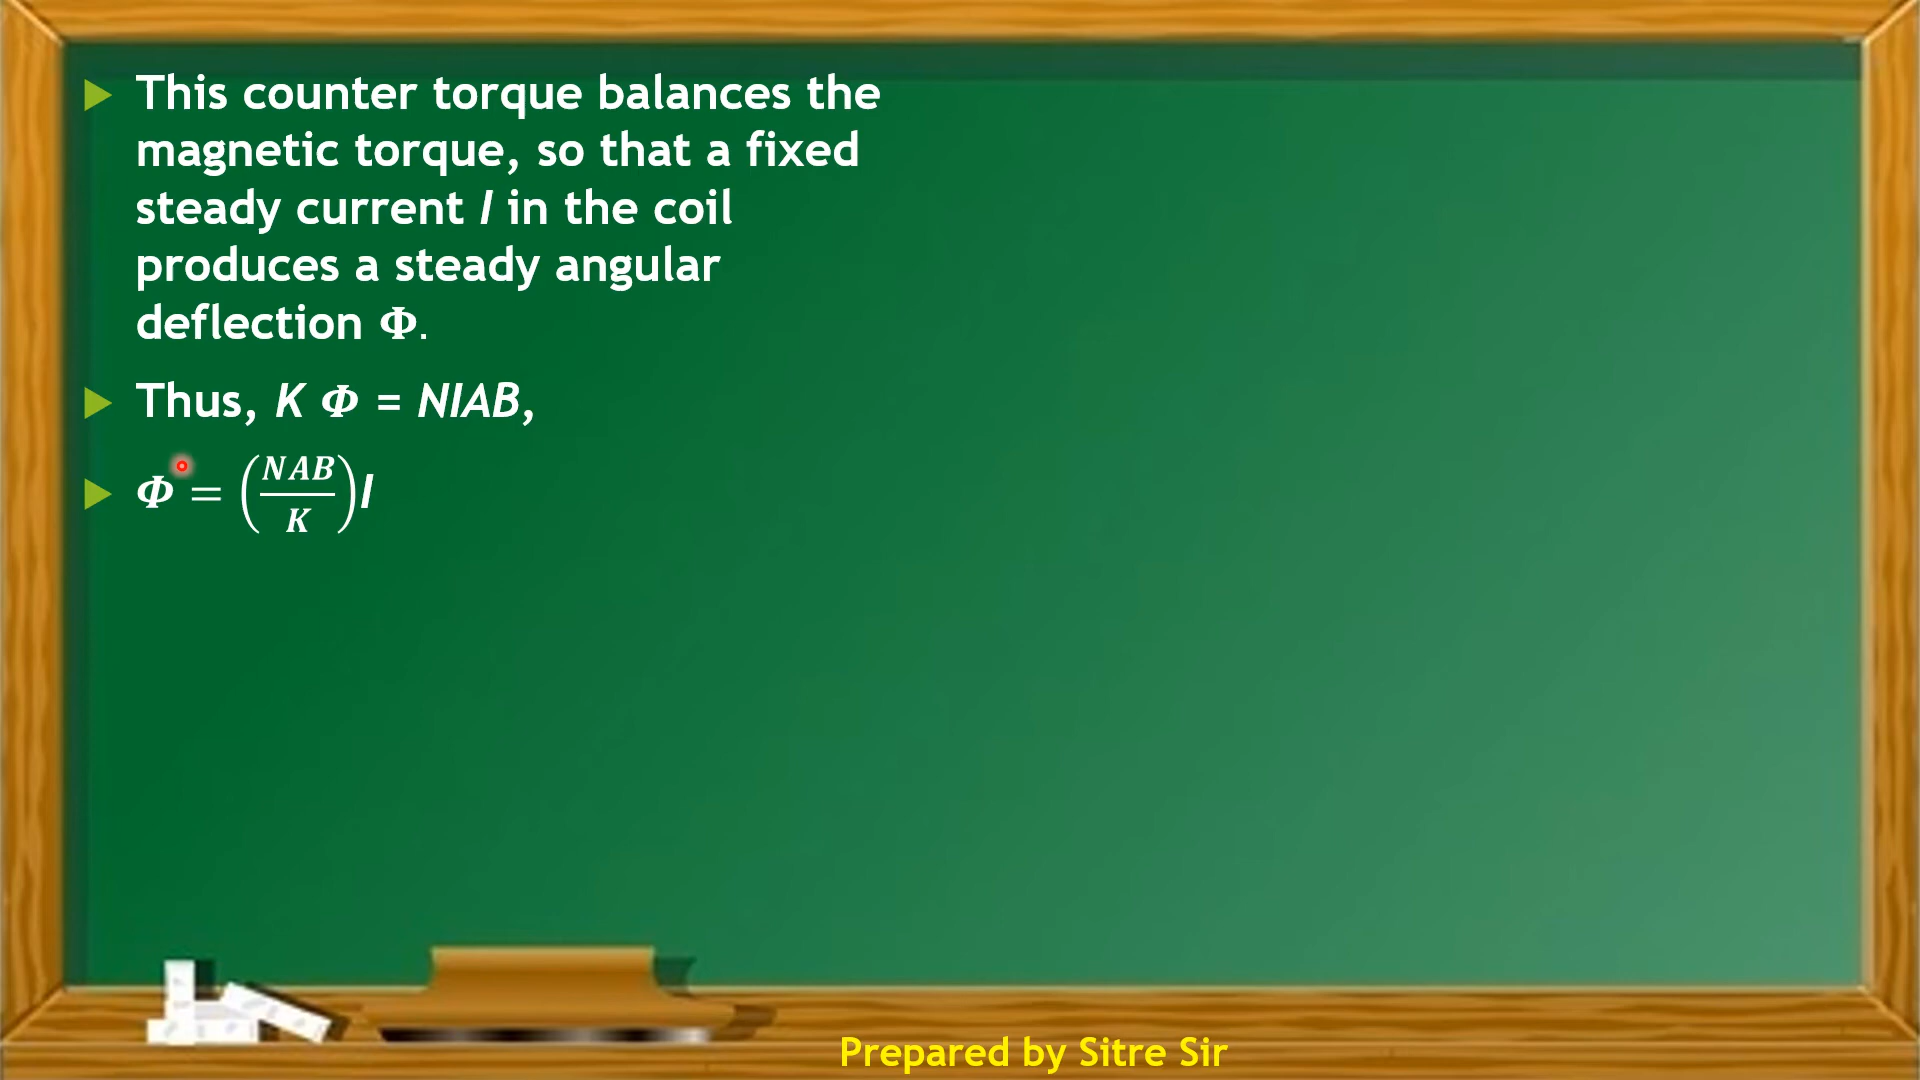 This counter torque balances the
magnetic torque, so that a fixed
steady current I in the coil
produces a steady angular
deflection Φ.
Thus, K Φ = NIAB,
Φ = (NAB/K) I
Prepared by Sitre Sir